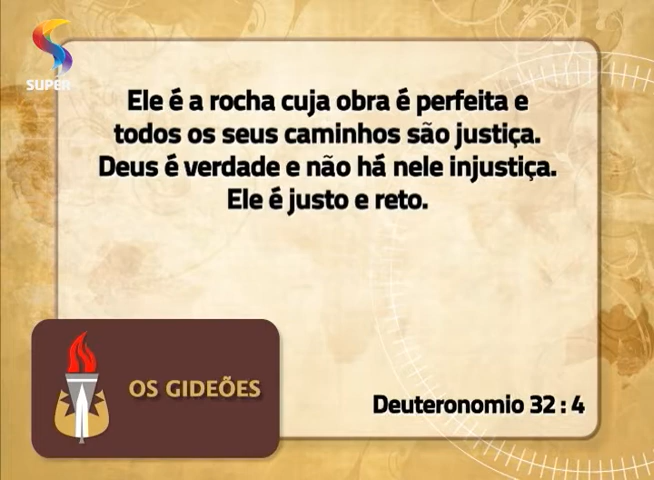 SUPER
Ele é a rocha cuja obra é perfeita e
todos os seus caminhos são justiça.
Deus é verdade e não há nele injustiça.
Ele é justo e reto.
OS GIDEÕES
Deuteronomio 32 : 4